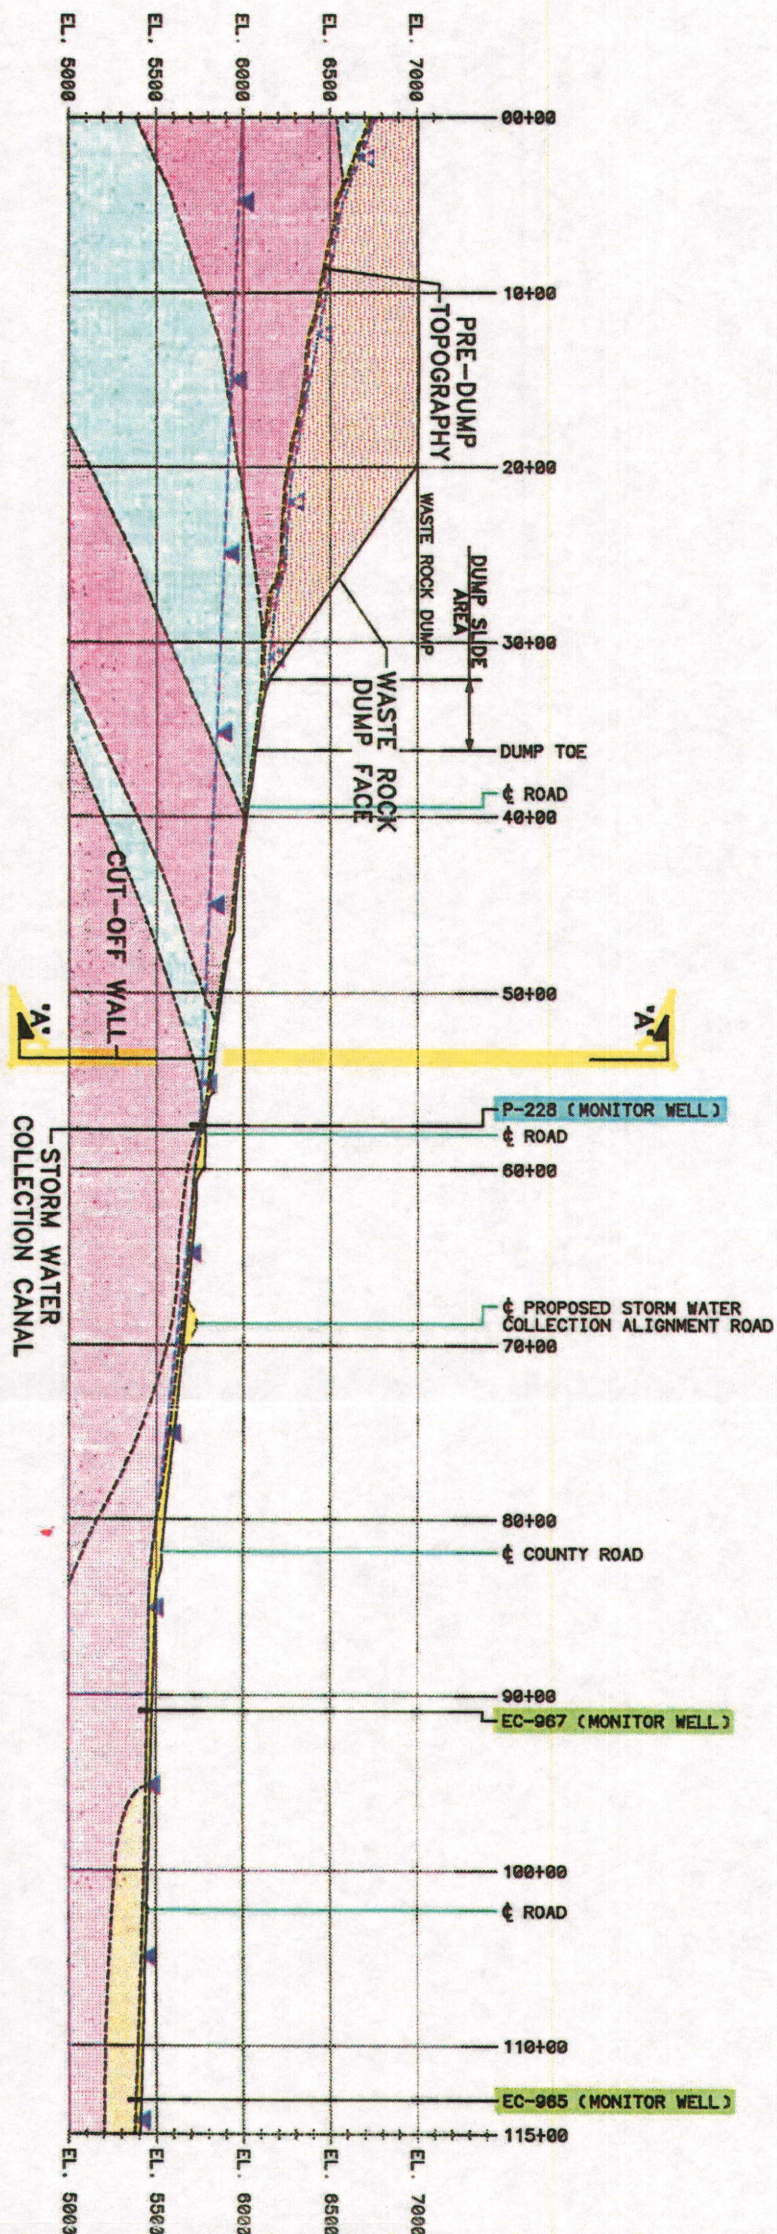 EL. 5000
EL. 5500
EL. 6000
EL. 6500
EL. 7000
00+00
10+00
PRE-DUMP
TOPOGRAPHY
20+00
WASTE ROCK DUMP
DUMP SLIDE
AREA
30+00
WASTE ROCK
DUMP FACE
DUMP TOE
℄ ROAD
40+00
CUT-OFF WALL
50+00
'A'
'A'
P-228 (MONITOR WELL)
℄ ROAD
60+00
STORM WATER
COLLECTION CANAL
℄ PROPOSED STORM WATER
COLLECTION ALIGNMENT ROAD
70+00
80+00
℄ COUNTY ROAD
90+00
EC-967 (MONITOR WELL)
100+00
℄ ROAD
110+00
EC-965 (MONITOR WELL)
115+00
EL. 5000
EL. 5500
EL. 6000
EL. 6500
EL. 7000